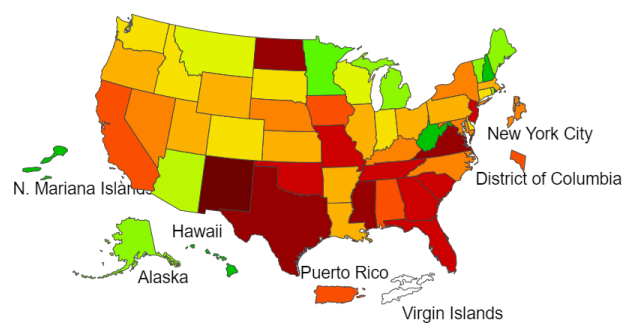 New York City
N. Mariana Islands
District of Columbia
Hawaii
Alaska
Puerto Rico
Virgin Islands